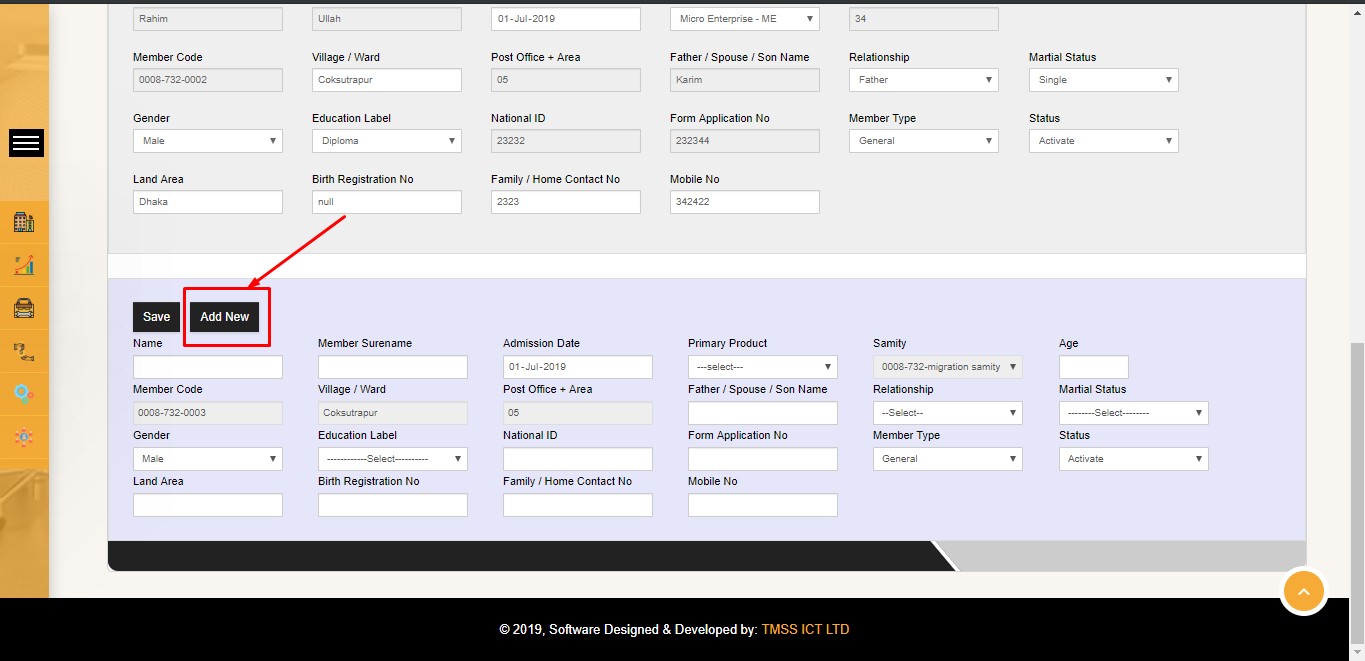 Rahim Ullah 01-Jul-2019 Micro Enterprise - ME 34
Member Code Village / Ward Post Office + Area Father / Spouse / Son Name Relationship Martial Status
0008-732-0002 Coksutrapur 05 Karim Father Single
Gender Education Label National ID Form Application No Member Type Status
Male Diploma 23232 232344 General Activate
Land Area Birth Registration No Family / Home Contact No Mobile No
Dhaka null 2323 342422
Save Add New
Name Member Surename Admission Date Primary Product Samity Age
01-Jul-2019 ---select--- 0008-732-migration samity
Member Code Village / Ward Post Office + Area Father / Spouse / Son Name Relationship Martial Status
0008-732-0003 Coksutrapur 05 --Select-- --------Select--------
Gender Education Label National ID Form Application No Member Type Status
Male ------------Select---------- General Activate
Land Area Birth Registration No Family / Home Contact No Mobile No
© 2019, Software Designed & Developed by: TMSS ICT LTD